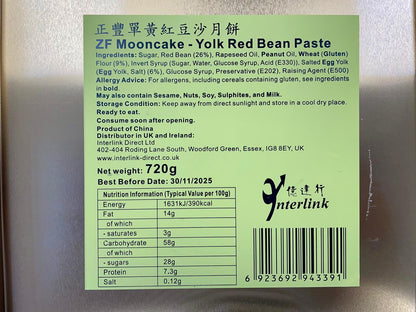 正豐單黃紅豆沙月餅
ZF Mooncake - Yolk Red Bean Paste
Ingredients: Sugar, Red Bean (26%), Rapeseed Oil, Peanut Oil, Wheat (Gluten)
Flour (9%), Invert Syrup (Sugar, Water, Glucose Syrup, Acid (E330)), Salted Egg Yolk
(Egg Yolk, Salt) (6%), Glucose Syrup, Preservative (E202), Raising Agent (E500)
Allergy Advice: For allergens, including cereals containing gluten, see ingredients
in bold.
May also contain Sesame, Nuts, Soy, Sulphites, and Milk.
Storage Condition: Keep away from direct sunlight and store in a cool dry place.
Ready to eat.
Consume soon after opening.
Product of China
Distributor in UK and Ireland:
Interlink Direct Ltd
402-404 Roding Lane South, Woodford Green, Essex, IG8 8EY, UK
www.interlink-direct.co.uk
Net weight: 720g
Best Before Date: 30/11/2025
Nutrition Information (Typical Value per 100g)
Energy 1631kJ/390kcal
Fat 14g
of which
- saturates 3g
Carbohydrate 58g
of which
- sugars 28g
Protein 7.3g
Salt 0.12g
億達行
Interlink
6 923692 943391